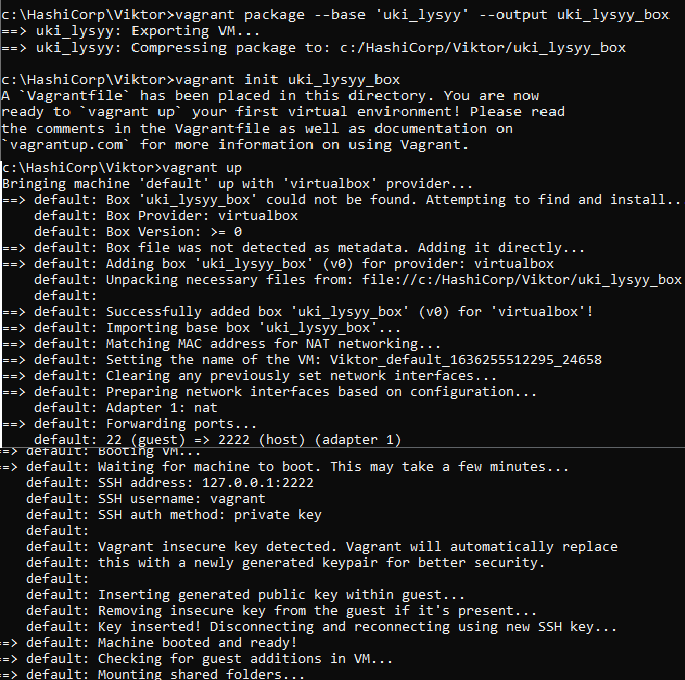 c:\HashiCorp\Viktor>vagrant package --base 'uki_lysyy' --output uki_lysyy_box
==> uki_lysyy: Exporting VM...
==> uki_lysyy: Compressing package to: c:/HashiCorp/Viktor/uki_lysyy_box
c:\HashiCorp\Viktor>vagrant init uki_lysyy_box
A `Vagrantfile` has been placed in this directory. You are now
ready to `vagrant up` your first virtual environment! Please read
the comments in the Vagrantfile as well as documentation on
`vagrantup.com` for more information on using Vagrant.
c:\HashiCorp\Viktor>vagrant up
Bringing machine 'default' up with 'virtualbox' provider...
==> default: Box 'uki_lysyy_box' could not be found. Attempting to find and install..
default: Box Provider: virtualbox
default: Box Version: >= 0
==> default: Box file was not detected as metadata. Adding it directly...
==> default: Adding box 'uki_lysyy_box' (v0) for provider: virtualbox
default: Unpacking necessary files from: file://c:/HashiCorp/Viktor/uki_lysyy_box
default:
==> default: Successfully added box 'uki_lysyy_box' (v0) for 'virtualbox'!
==> default: Importing base box 'uki_lysyy_box'...
==> default: Matching MAC address for NAT networking...
==> default: Setting the name of the VM: Viktor_default_1636255512295_24658
==> default: Clearing any previously set network interfaces...
==> default: Preparing network interfaces based on configuration...
default: Adapter 1: nat
==> default: Forwarding ports...
default: 22 (guest) => 2222 (host) (adapter 1)
=> default: Booting VM...
=> default: Waiting for machine to boot. This may take a few minutes...
default: SSH address: 127.0.0.1:2222
default: SSH username: vagrant
default: SSH auth method: private key
default:
default: Vagrant insecure key detected. Vagrant will automatically replace
default: this with a newly generated keypair for better security.
default:
default: Inserting generated public key within guest...
default: Removing insecure key from the guest if it's present...
default: Key inserted! Disconnecting and reconnecting using new SSH key...
=> default: Machine booted and ready!
=> default: Checking for guest additions in VM...
=> default: Mounting shared folders...